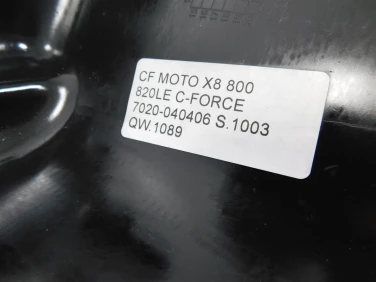 CF MOTO X8 800
820LE C-FORCE
7020-040406 S.1003
QW.1089